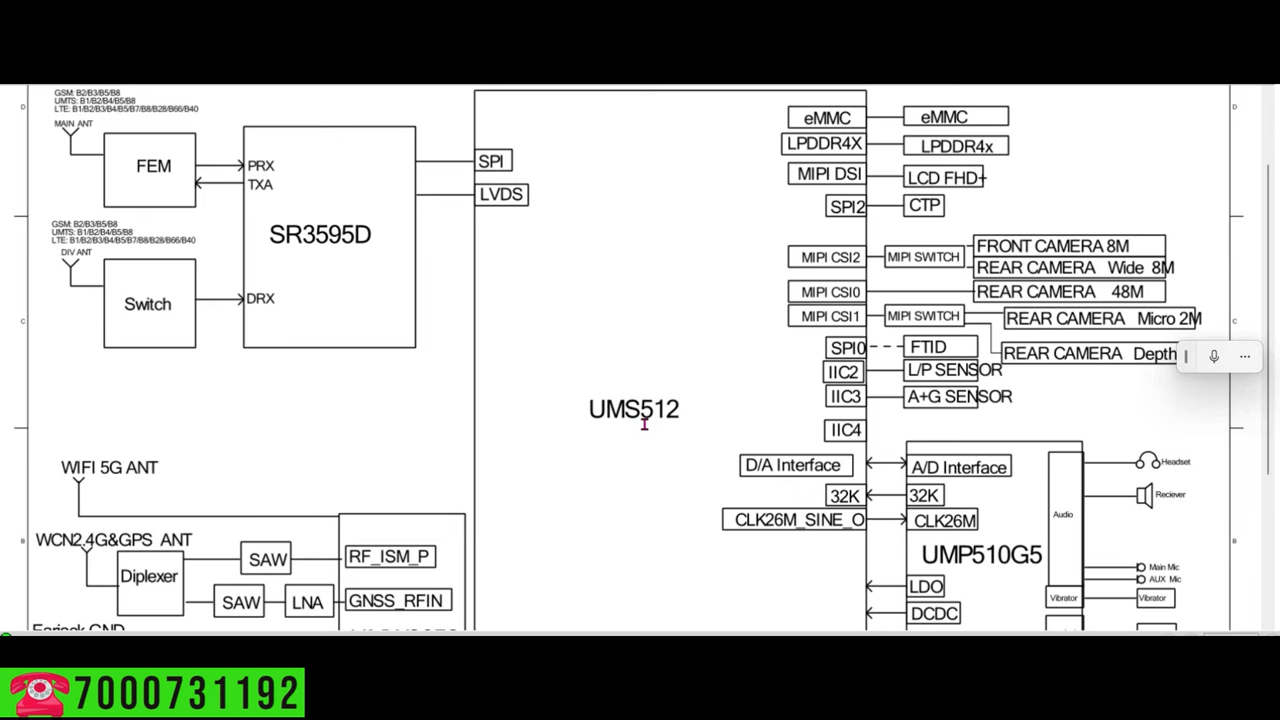 D
D
GSM: B2/B3/B5/B8
UMTS: B1/B2/B4/B5/B8
LTE: B1/B2/B3/B4/B5/B7/B8/B28/B66/B40
MAIN ANT
FEM
PRX
TXA
SR3595D
SPI
LVDS
GSM: B2/B3/B5/B8
UMTS: B1/B2/B4/B5/B8
LTE: B1/B2/B3/B4/B5/B7/B8/B28/B66/B40
DIV ANT
Switch
DRX
C
C
UMS512
eMMC
eMMC
LPDDR4X
LPDDR4x
MIPI DSI
LCD FHD+
SPI2
CTP
MIPI CSI2
MIPI SWITCH
FRONT CAMERA 8M
REAR CAMERA Wide 8M
MIPI CSI0
REAR CAMERA 48M
MIPI CSI1
MIPI SWITCH
REAR CAMERA Micro 2M
REAR CAMERA Depth
SPI0
FTID
IIC2
L/P SENSOR
IIC3
A+G SENSOR
IIC4
D/A Interface
A/D Interface
32K
32K
CLK26M_SINE_O
CLK26M
UMP510G5
LDO
DCDC
Audio
Headset
Reciever
Main Mic
AUX Mic
Vibrator
Vibrator
B
B
WIFI 5G ANT
WCN2.4G&GPS ANT
Diplexer
SAW
RF_ISM_P
SAW
LNA
GNSS_RFIN
7000731192